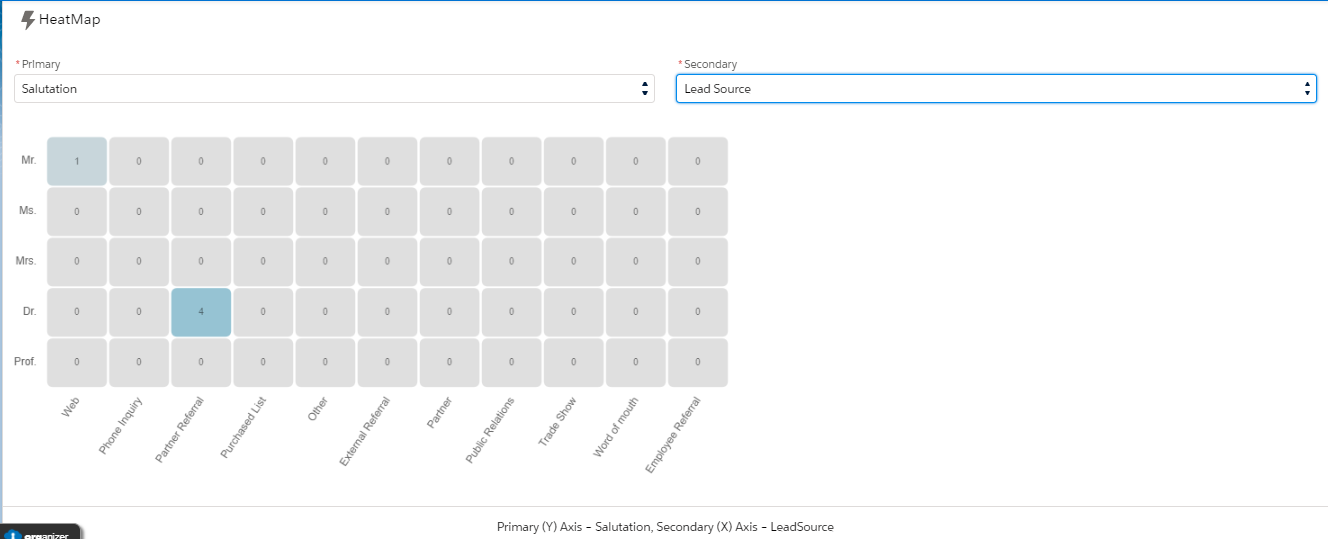 HeatMap
* Primary
* Secondary
Salutation
Lead Source
Mr. 1 0 0 0 0 0 0 0 0 0 0
Ms. 0 0 0 0 0 0 0 0 0 0 0
Mrs. 0 0 0 0 0 0 0 0 0 0 0
Dr. 0 0 4 0 0 0 0 0 0 0 0
Prof. 0 0 0 0 0 0 0 0 0 0 0
Web
Phone Inquiry
Partner Referral
Purchased List
Other
External Referral
Partner
Public Relations
Trade Show
Word of mouth
Employee Referral
Primary (Y) Axis - Salutation, Secondary (X) Axis - LeadSource
organizer